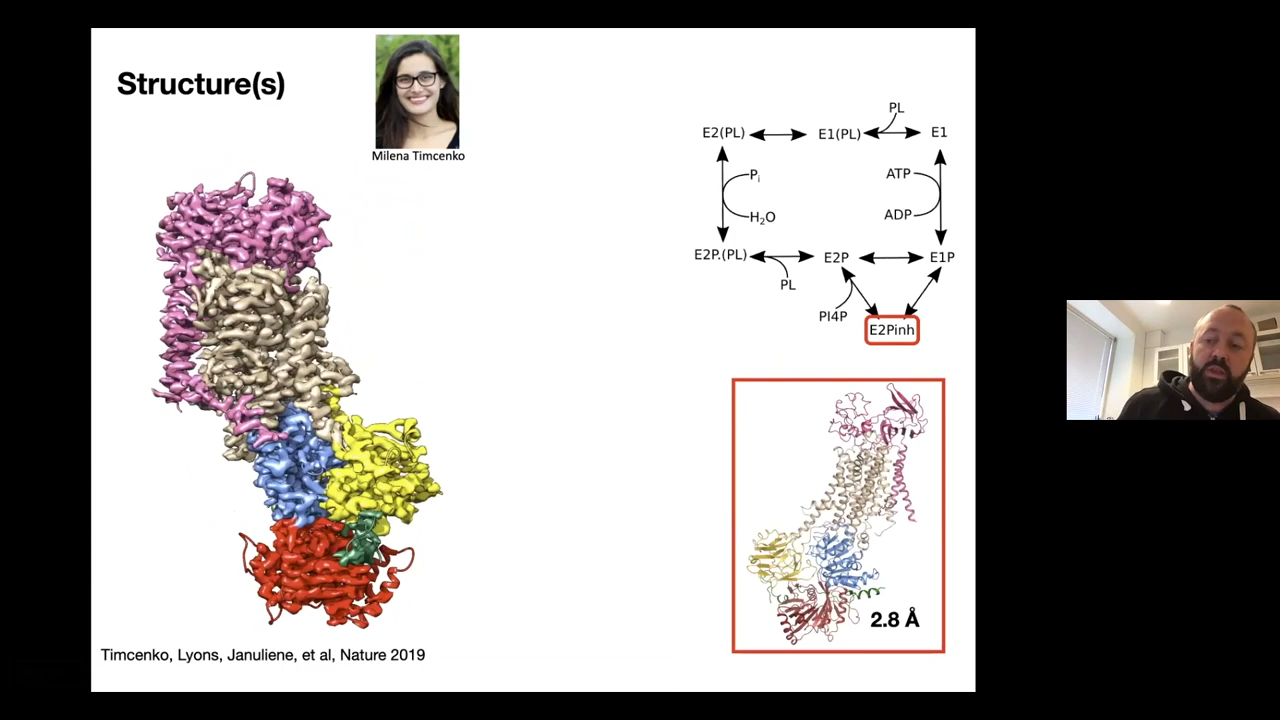 Structure(s)
Milena Timcenko
PL
E2(PL) E1(PL) E1
Pi ATP
H2O ADP
E2P.(PL) E2P E1P
PL
PI4P
E2Pinh
2.8 Å
Timcenko, Lyons, Januliene, et al, Nature 2019